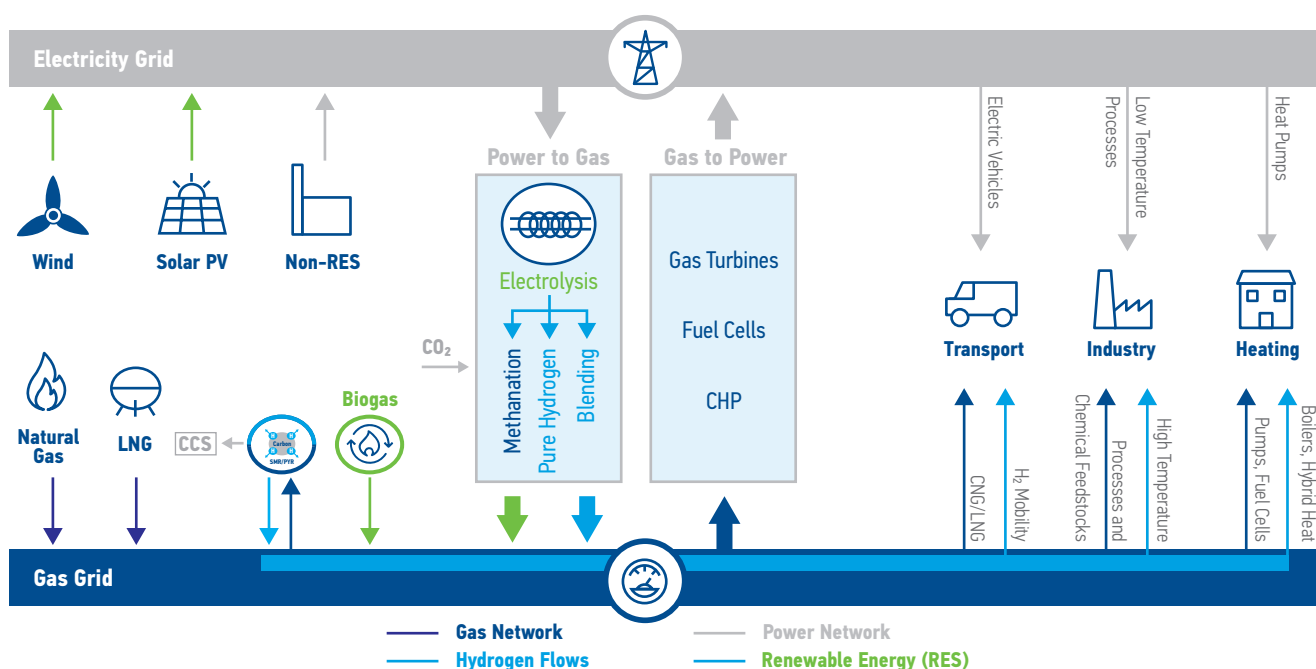 Electricity Grid
Wind
Solar PV
Non-RES
Power to Gas
Electrolysis
Methanation
Pure Hydrogen
Blending
CO₂
Gas to Power
Gas Turbines
Fuel Cells
CHP
Electric Vehicles
Low Temperature
Processes
Heat Pumps
Transport
Industry
Heating
Natural
Gas
LNG
CCS
H
H
Carbon
H
H
SMR/PYR
Biogas
CNG/LNG
H₂ Mobility
Chemical Feedstocks
Processes and
High Temperature
Pumps, Fuel Cells
Boilers, Hybrid Heat
Gas Grid
Gas Network
Power Network
Hydrogen Flows
Renewable Energy (RES)